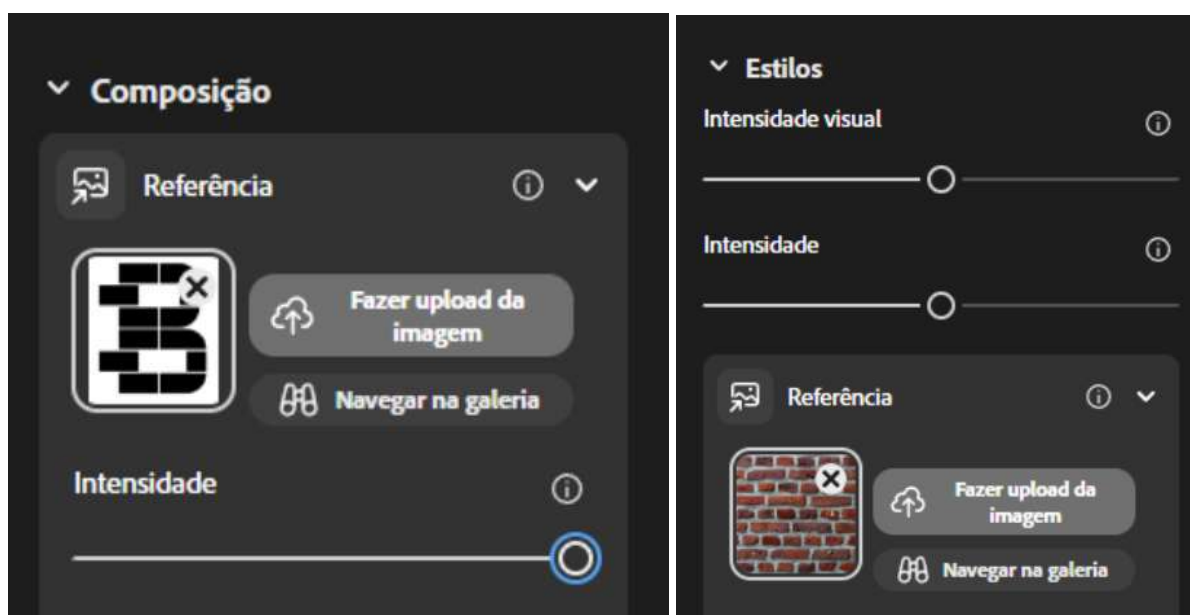 Composição
Referência
Fazer upload da
imagem
Navegar na galeria
Intensidade
Estilos
Intensidade visual
Intensidade
Referência
Fazer upload da
imagem
Navegar na galeria